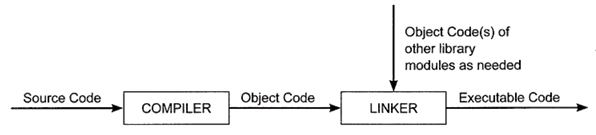 Object Code(s) of
other library
modules as needed
Source Code
COMPILER
Object Code
LINKER
Executable Code